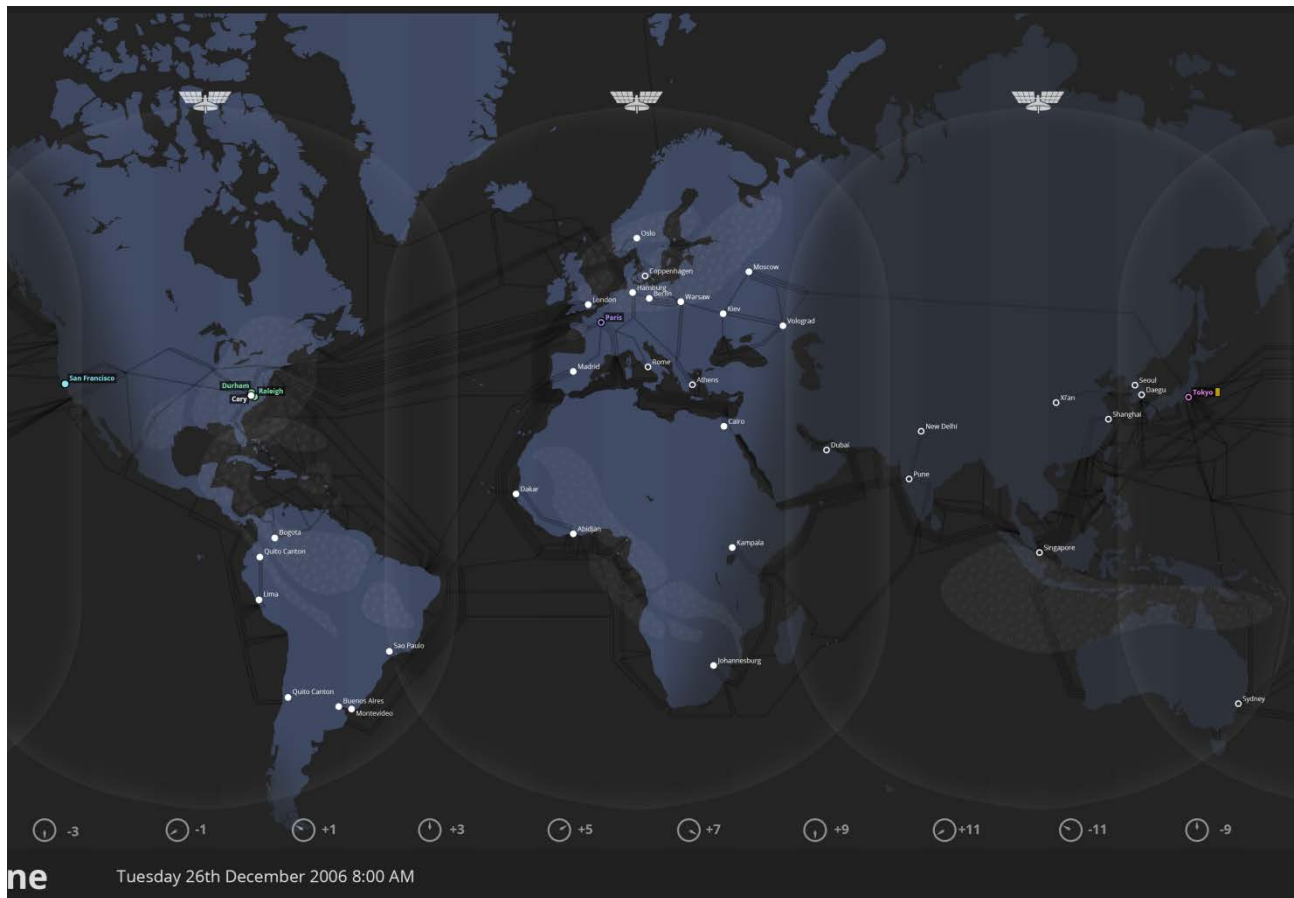 Oslo
Coppenhagen
Moscow
Hamburg
Berlin
Warsaw
London
Kiev
Paris
Volograd
Madrid
Rome
Athens
San Francisco
Durham
Raleigh
Cary
Seoul
Daegu
Tokyo
Xi'an
Shanghai
Cairo
New Delhi
Dubai
Pune
Dakar
Abidjan
Bogota
Kampala
Quito Canton
Singapore
Lima
Sao Paulo
Johannesburg
Quito Canton
Buenos Aires
Montevideo
Sydney
-3 -1 +1 +3 +5 +7 +9 +11 -11 -9
ne Tuesday 26th December 2006 8:00 AM